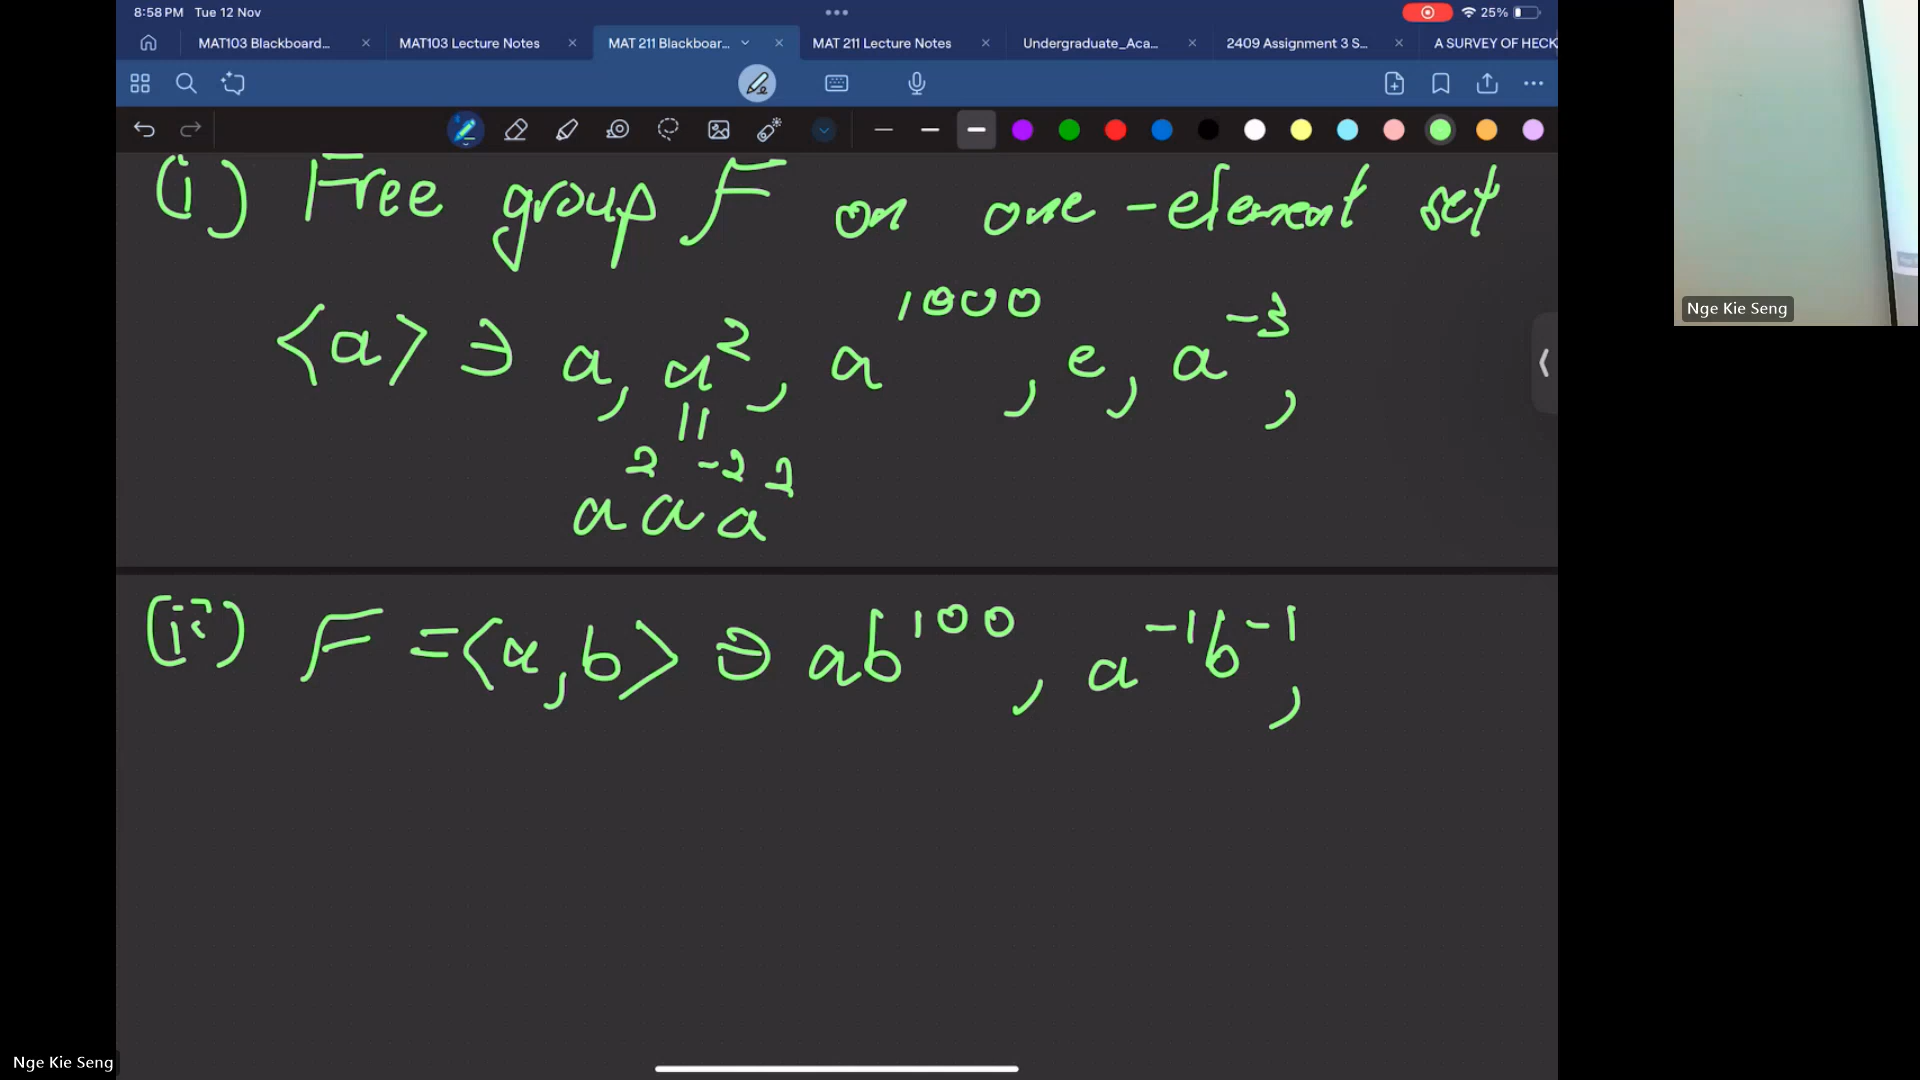 8:58 PM Tue 12 Nov
25%
MAT103 Blackboard... MAT103 Lecture Notes MAT 211 Blackboar... MAT 211 Lecture Notes Undergraduate_Aca... 2409 Assignment 3 S... A SURVEY OF HECK
(i) Free group F on one-element set
⟨a⟩ ∋ a, a², a¹⁰⁰⁰, e, a⁻³,
||
a²a⁻²a²
(ii) F = ⟨a, b⟩ ∋ ab¹⁰⁰, a⁻¹b⁻¹,
Nge Kie Seng
Nge Kie Seng